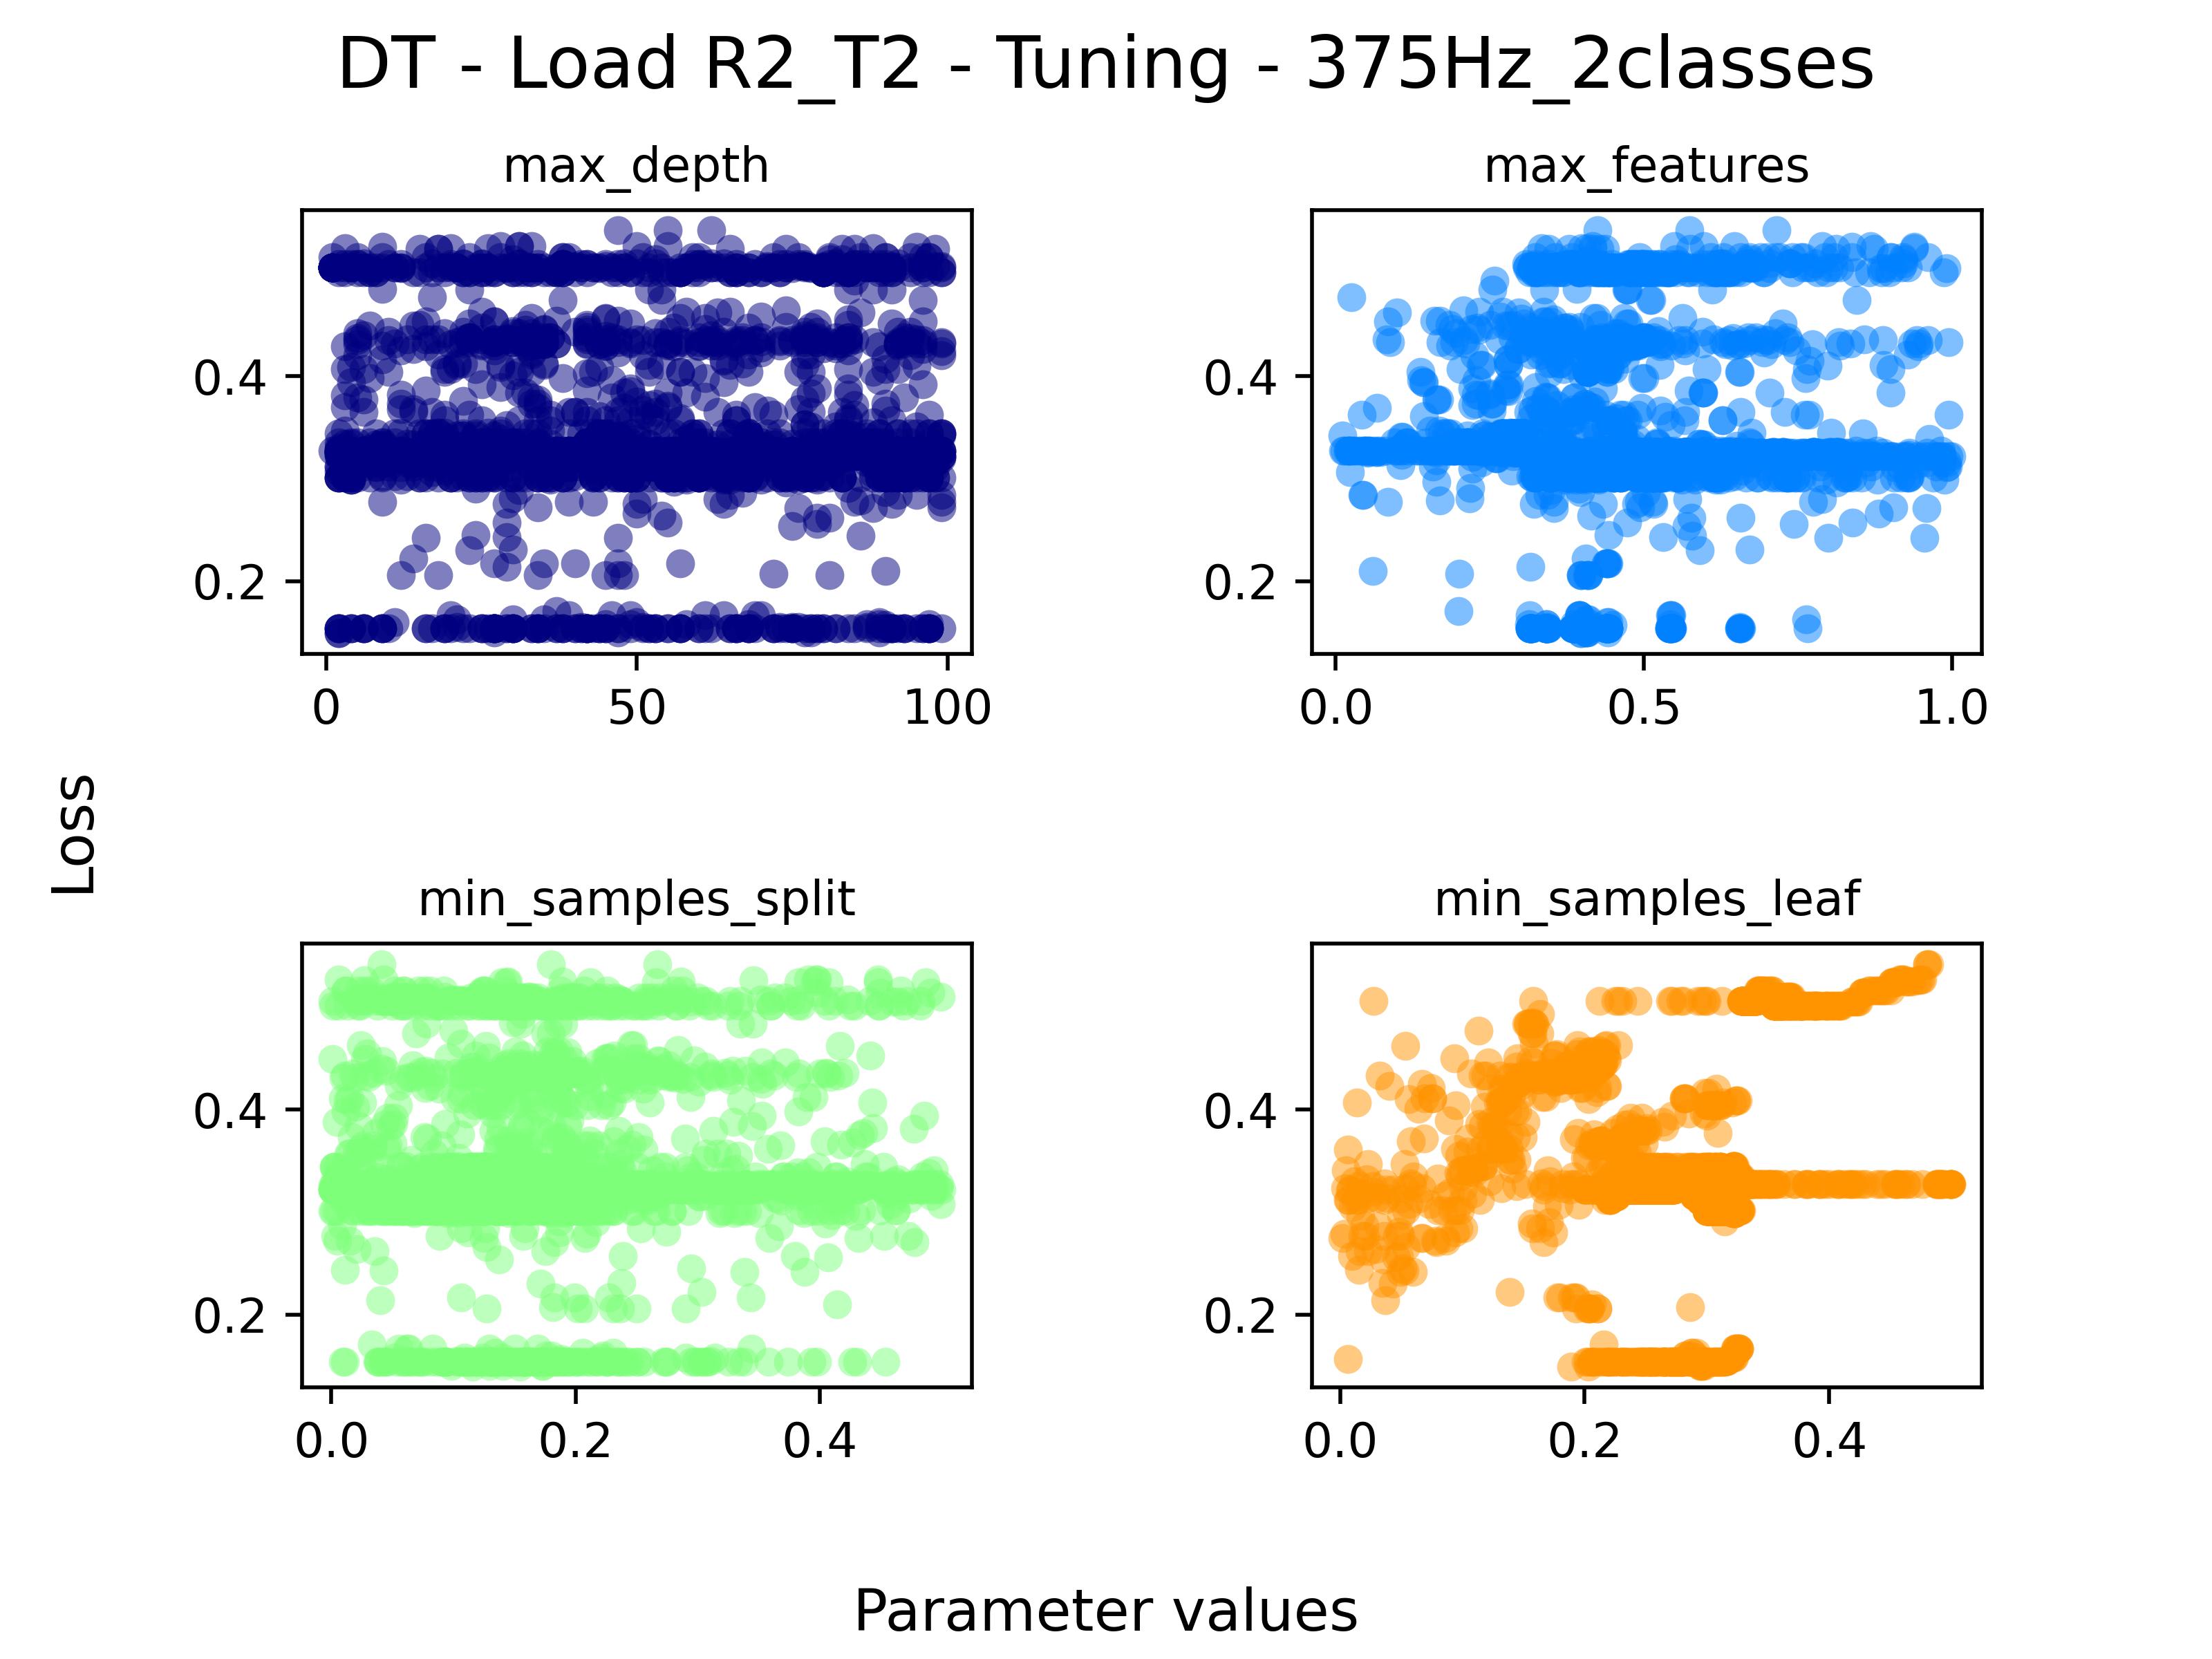 DT - Load R2_T2 - Tuning - 375Hz_2classes
max_depth
max_features
0.4
0.2
0
50
100
0.4
0.2
0.0
0.5
1.0
Loss
min_samples_split
min_samples_leaf
0.4
0.2
0.0
0.2
0.4
0.4
0.2
0.0
0.2
0.4
Parameter values